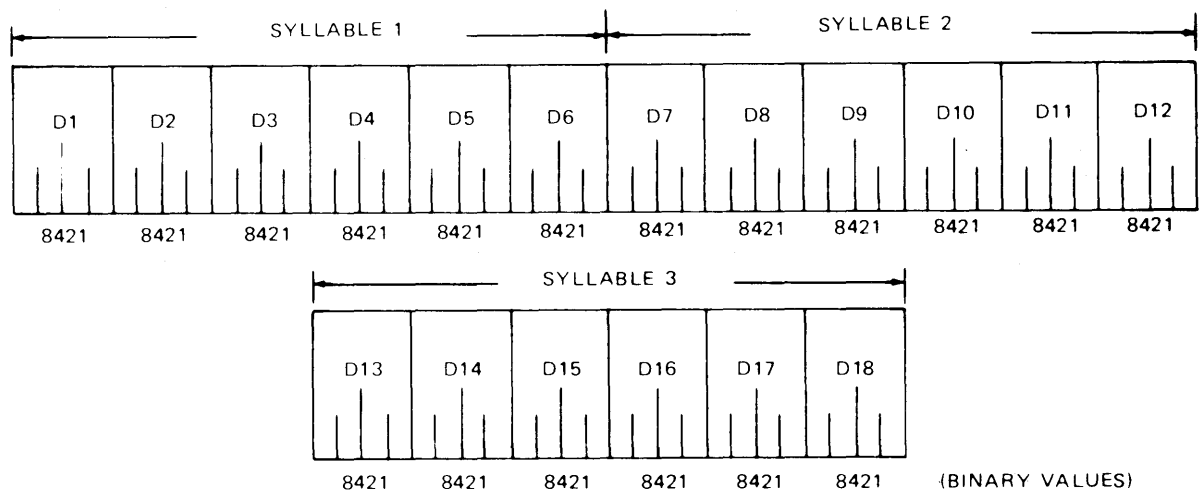 SYLLABLE 1 SYLLABLE 2
D1 D2 D3 D4 D5 D6 D7 D8 D9 D10 D11 D12
8421 8421 8421 8421 8421 8421 8421 8421 8421 8421 8421 8421
SYLLABLE 3
D13 D14 D15 D16 D17 D18
8421 8421 8421 8421 8421 8421 (BINARY VALUES)